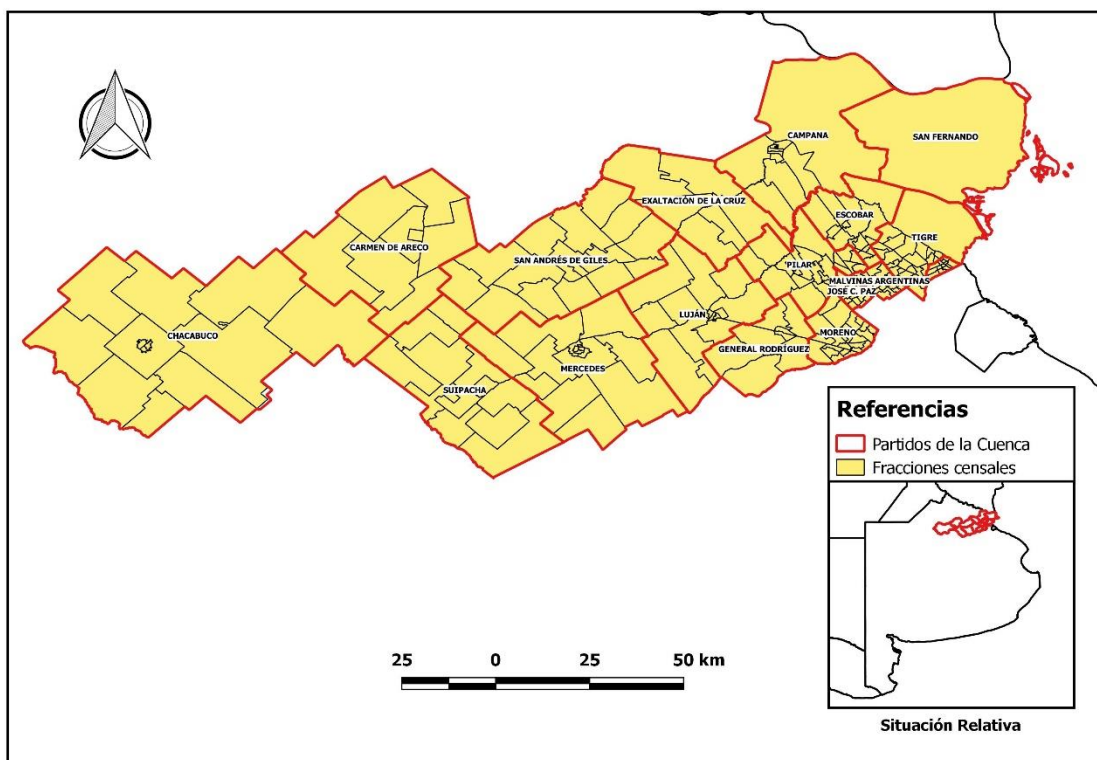 CAMPANA
SAN FERNANDO
EXALTACIÓN DE LA CRUZ
ESCOBAR
TIGRE
CARMEN DE ARECO
SAN ANDRÉS DE GILES
PILAR
MALVINAS ARGENTINAS
JOSÉ C. PAZ
LUJÁN
CHACABUCO
MORENO
GENERAL RODRÍGUEZ
MERCEDES
SUIPACHA
Referencias
Partidos de la Cuenca
Fracciones censales
25 0 25 50 km
Situación Relativa